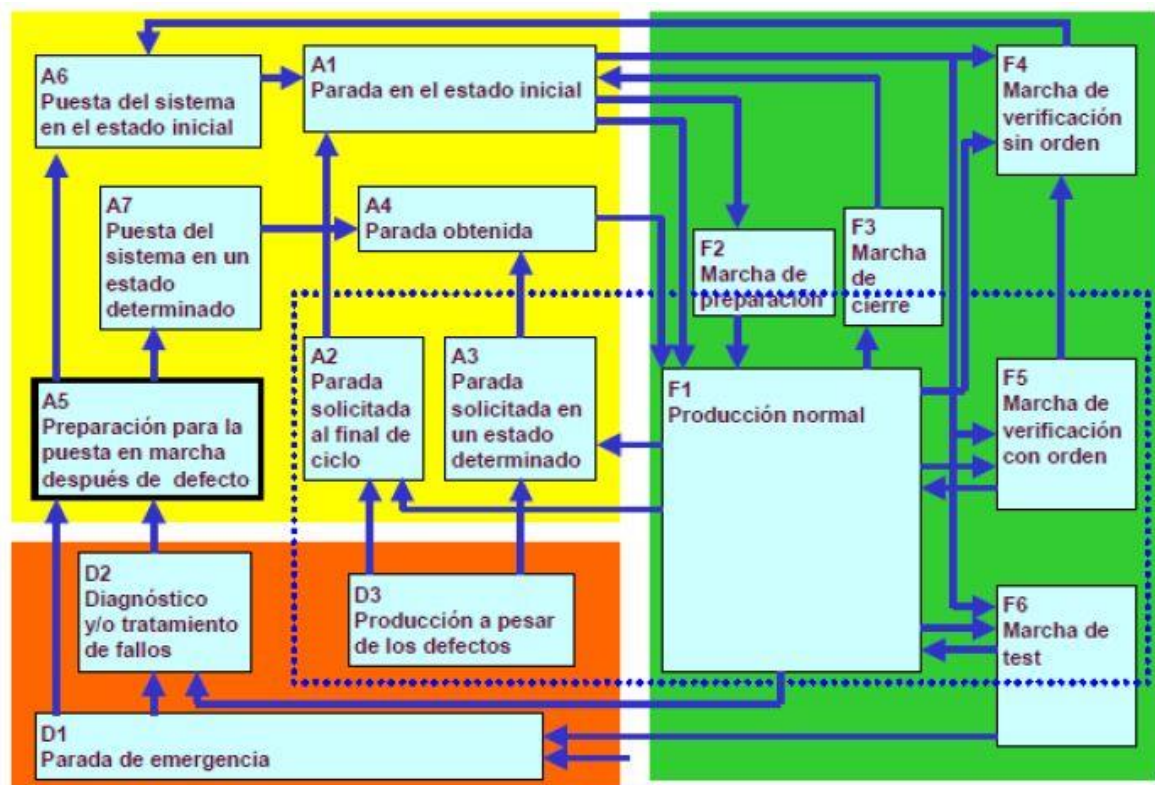 A6
Puesta del sistema
en el estado inicial
A1
Parada en el estado inicial
F4
Marcha de
verificación
sin orden
A7
Puesta del
sistema en un
estado
determinado
A4
Parada obtenida
F2
Marcha de
preparación
F3
Marcha
de
cierre
A5
Preparación para la
puesta en marcha
después de defecto
A2
Parada
solicitada
al final de
ciclo
A3
Parada
solicitada en
un estado
determinado
F1
Producción normal
F5
Marcha de
verificación
con orden
D2
Diagnóstico
y/o tratamiento
de fallos
D3
Producción a pesar
de los defectos
F6
Marcha de
test
D1
Parada de emergencia